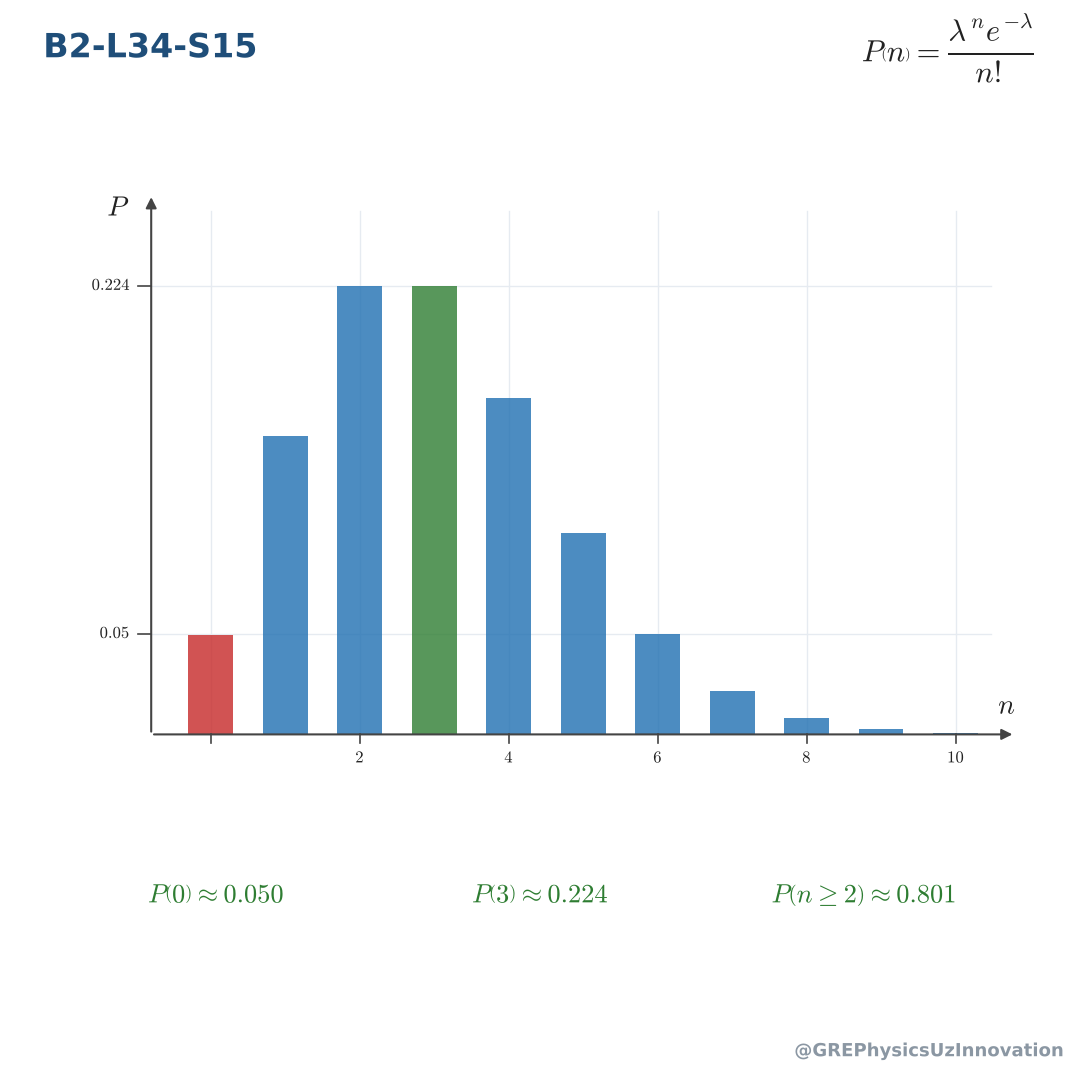 B2-L34-S15
P(n) = λ^n e^{−λ} / n!
P
0.224
0.05
n
2 4 6 8 10
P(0) ≈ 0.050 P(3) ≈ 0.224 P(n ≥ 2) ≈ 0.801
@GREPhysicsUzInnovation